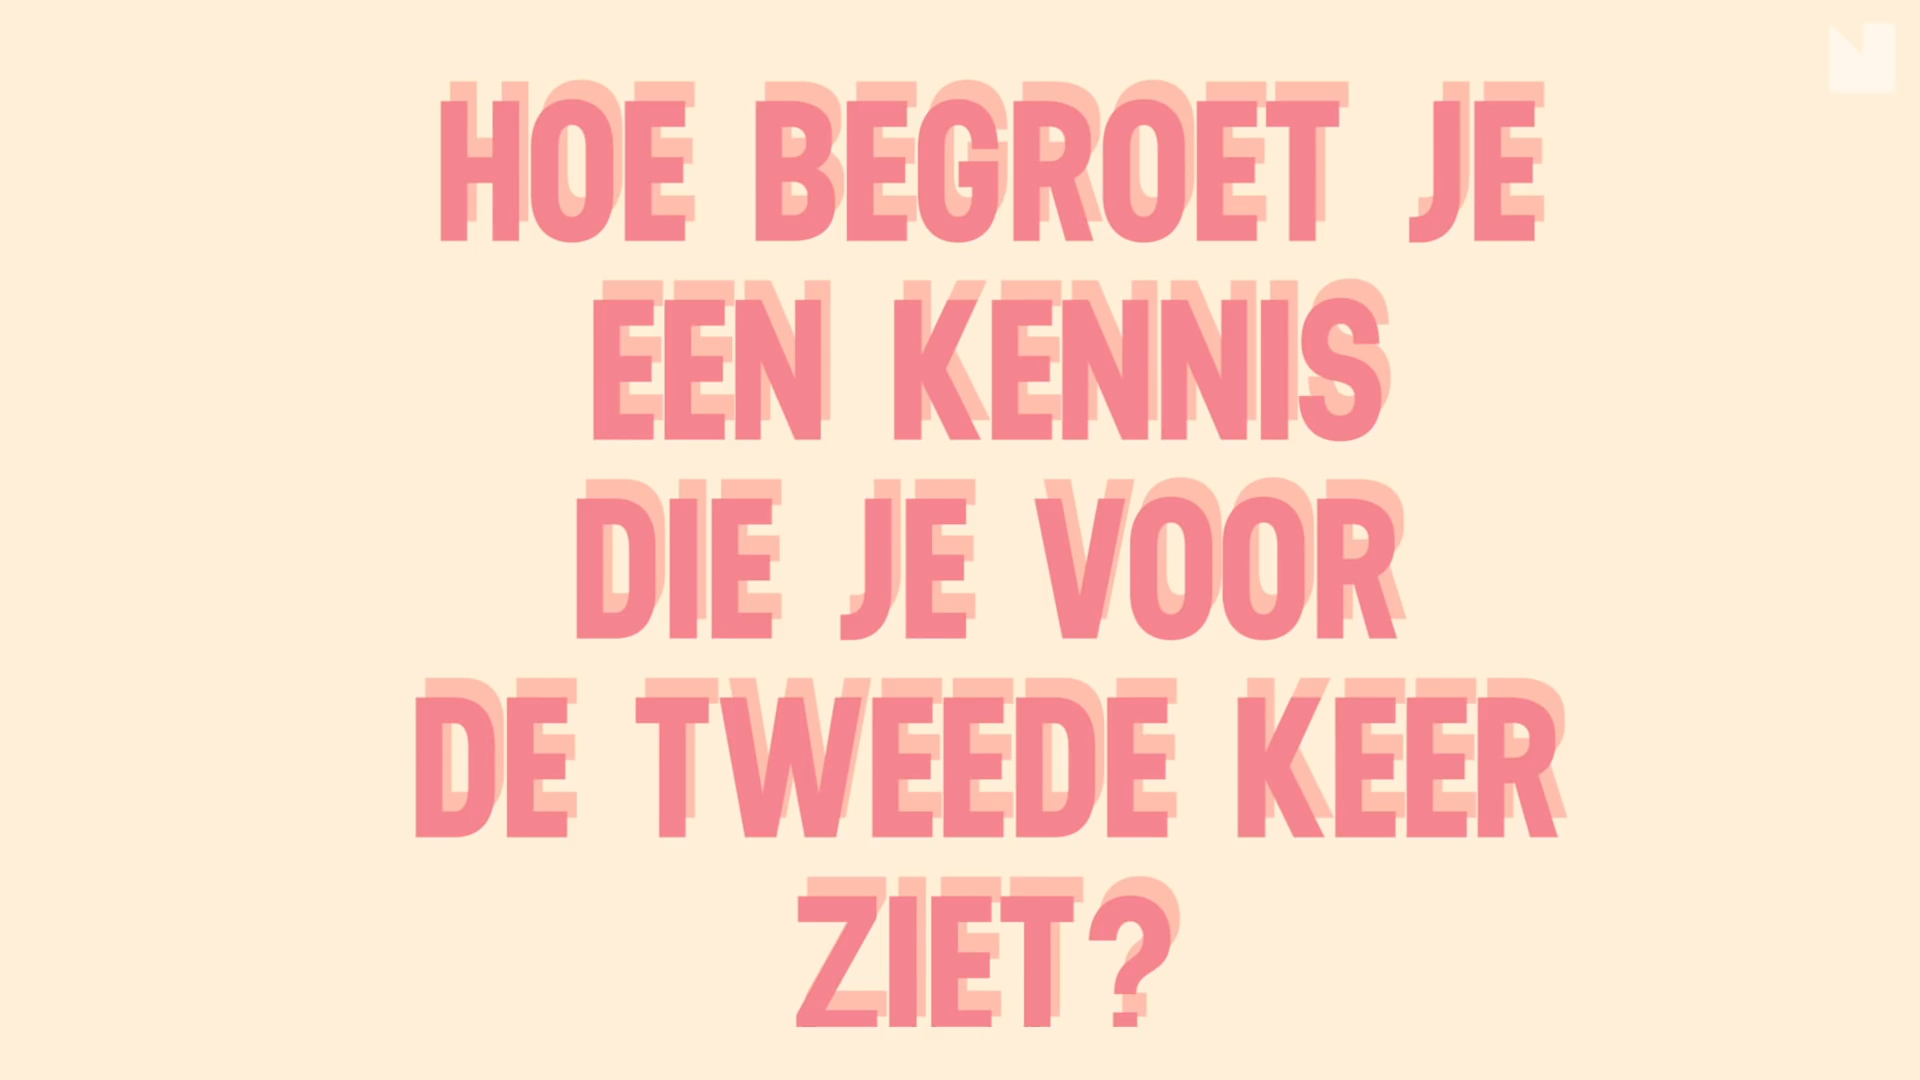 HOE BEGROET JE
EEN KENNIS
DIE JE VOOR
DE TWEEDE KEER
ZIET?